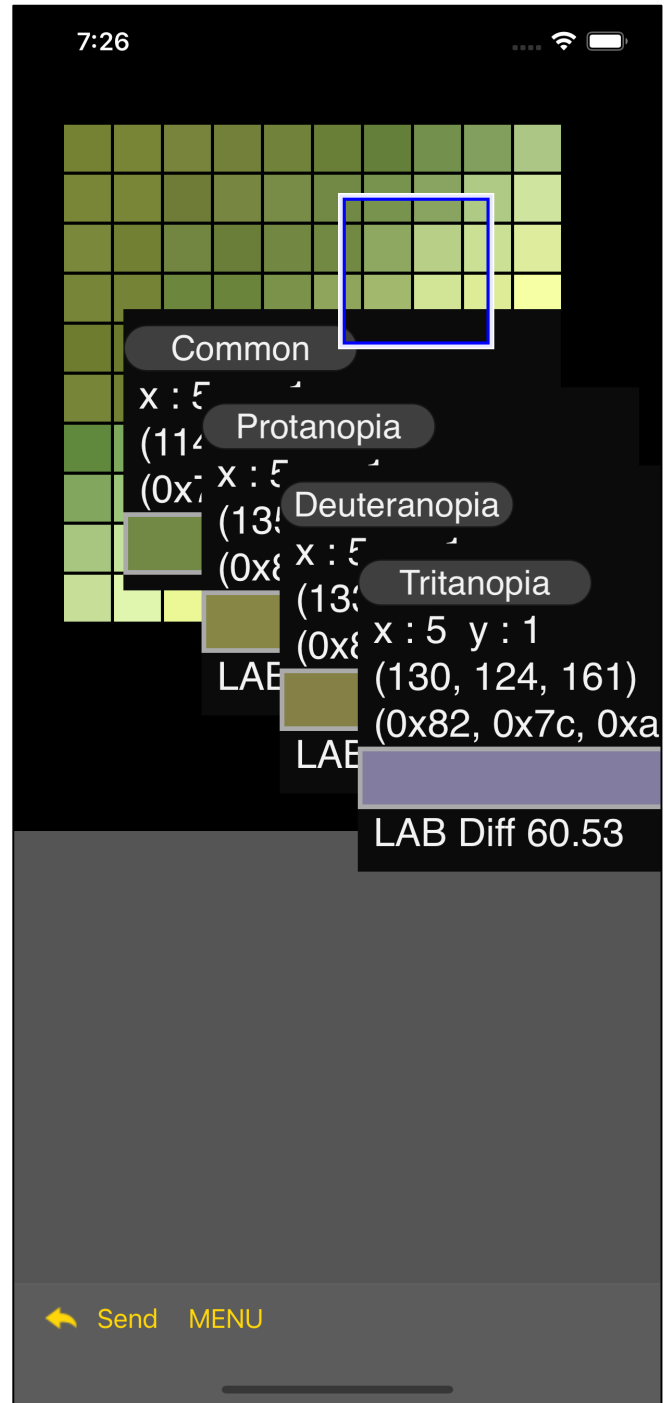 7:26
Common
x : 5
(114
(0x7
Protanopia
x : 5
(135
(0x8
LAB
Deuteranopia
x : 5
(133
(0x8
LAB
Tritanopia
x : 5 y : 1
(130, 124, 161)
(0x82, 0x7c, 0xa
LAB Diff 60.53
Send MENU